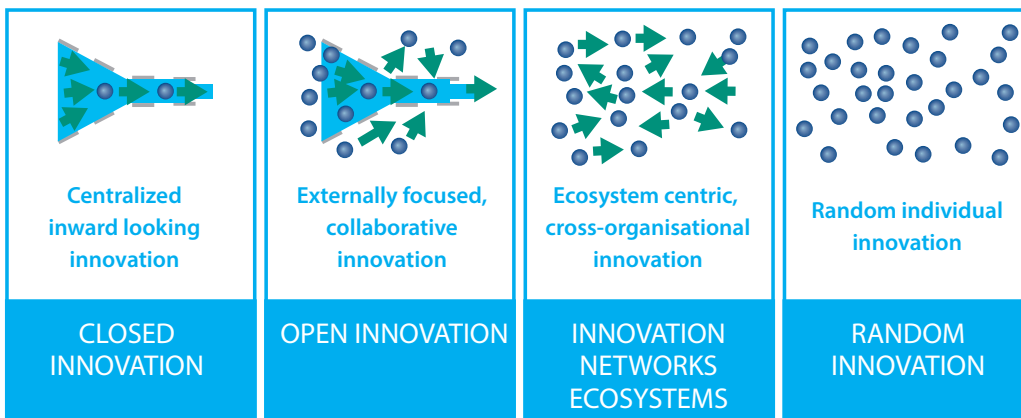 Centralized
inward looking
innovation
CLOSED
INNOVATION
Externally focused,
collaborative
innovation
OPEN INNOVATION
Ecosystem centric,
cross-organisational
innovation
INNOVATION
NETWORKS
ECOSYSTEMS
Random individual
innovation
RANDOM
INNOVATION